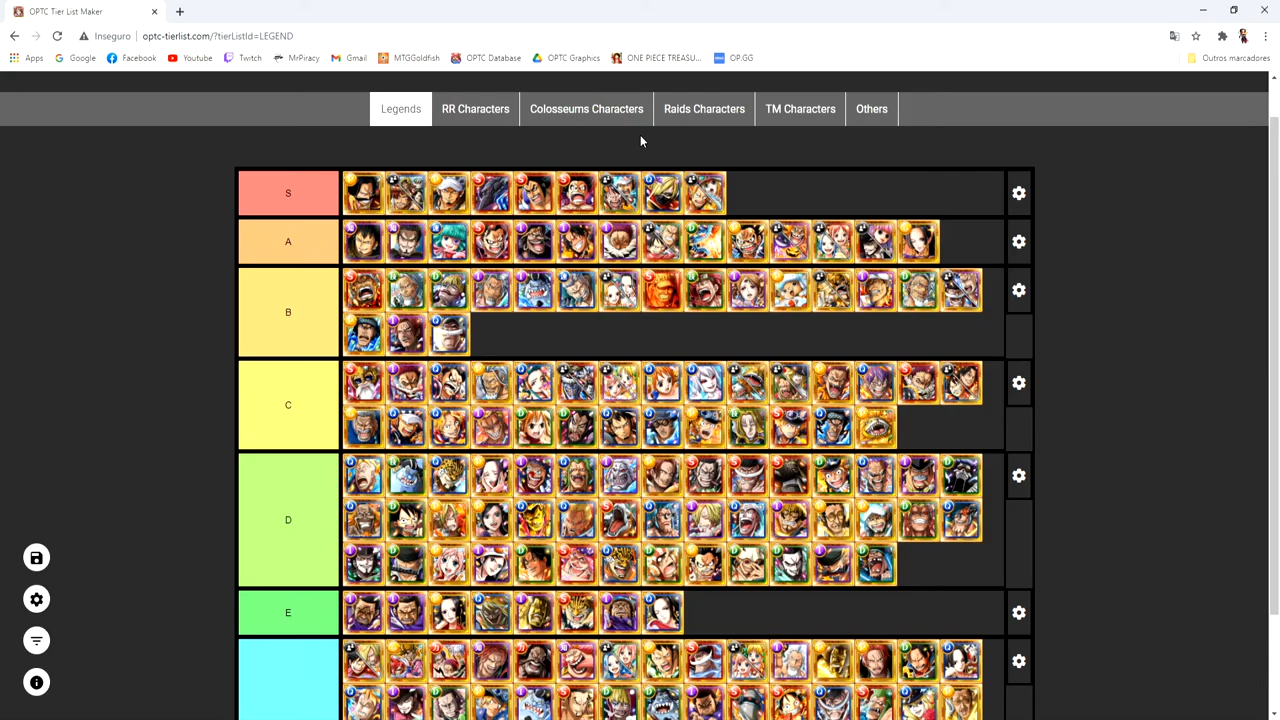 OPTC Tier List Maker
Inseguro optc-tierlist.com/?tierListId=LEGEND
Apps Google Facebook Youtube Twitch MrPiracy Gmail MTGGoldfish OPTC Database OPTC Graphics ONE PIECE TREASU... OP.GG Outros marcadores
Legends RR Characters Colosseums Characters Raids Characters TM Characters Others
S
A
B
C
D
E